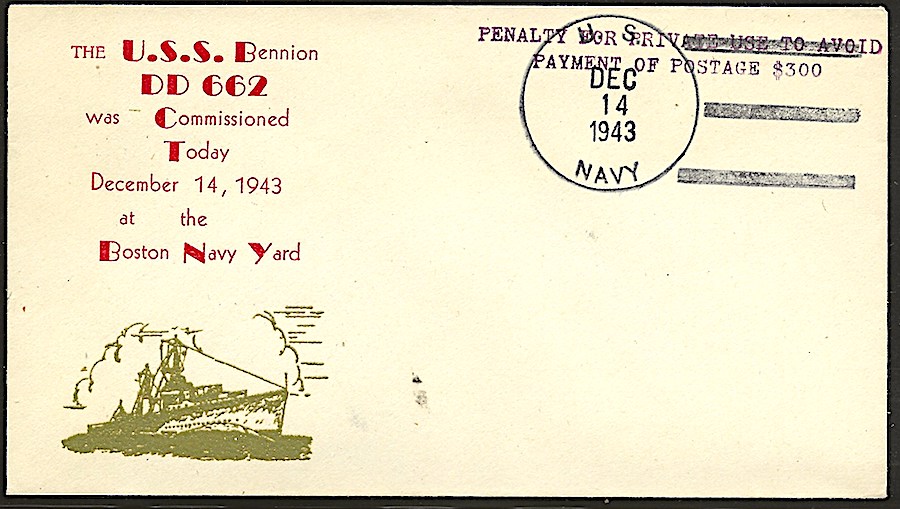 THE U.S.S. Bennion
DD 662
was Commissioned
Today
December 14, 1943
at the
Boston Navy Yard
PENALTY FOR PRIVATE USE TO AVOID
PAYMENT OF POSTAGE $300
U. S.
DEC
14
1943
NAVY